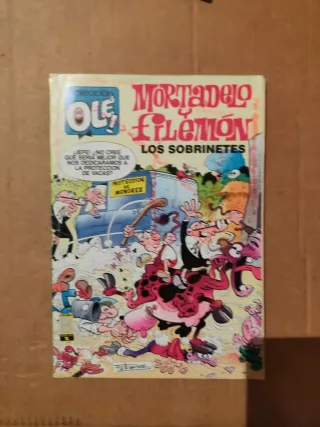 Colección
OLÉ!
MORTADELO
Y
FILEMÓN
LOS SOBRINETES
¡JEFE! ¿NO CREE
QUE SERÍA MEJOR QUE
NOS DEDICÁRAMOS A
LA PROTECCIÓN
DE VACAS?
PROTECCIÓN
DE
MENORES